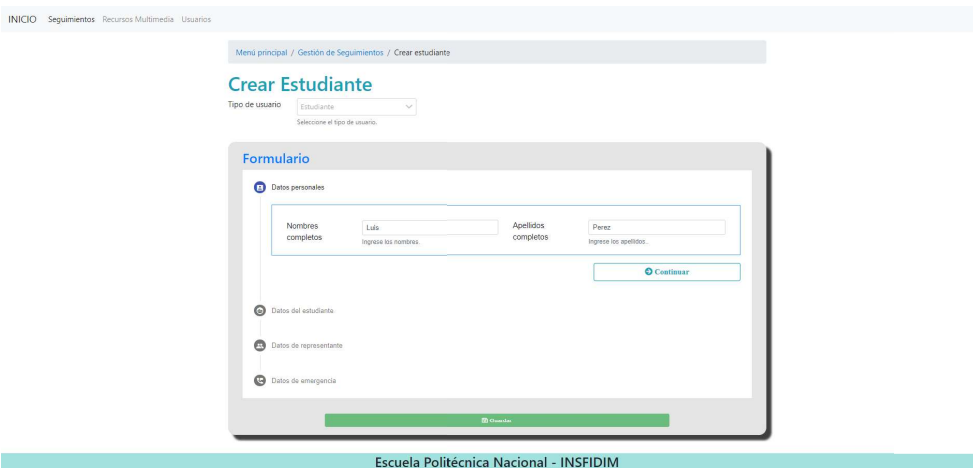 INICIO Seguimientos Recursos Multimedia Usuarios
Menú principal / Gestión de Seguimientos / Crear estudiante
Crear Estudiante
Tipo de usuario Estudiante
Seleccione el tipo de usuario.
Formulario
Datos personales
Nombres completos Luis
Ingrese los nombres.
Apellidos completos Perez
Ingrese los apellidos.
Continuar
Datos del estudiante
Datos de representante
Datos de emergencia
Guardar
Escuela Politécnica Nacional - INSFIDIM